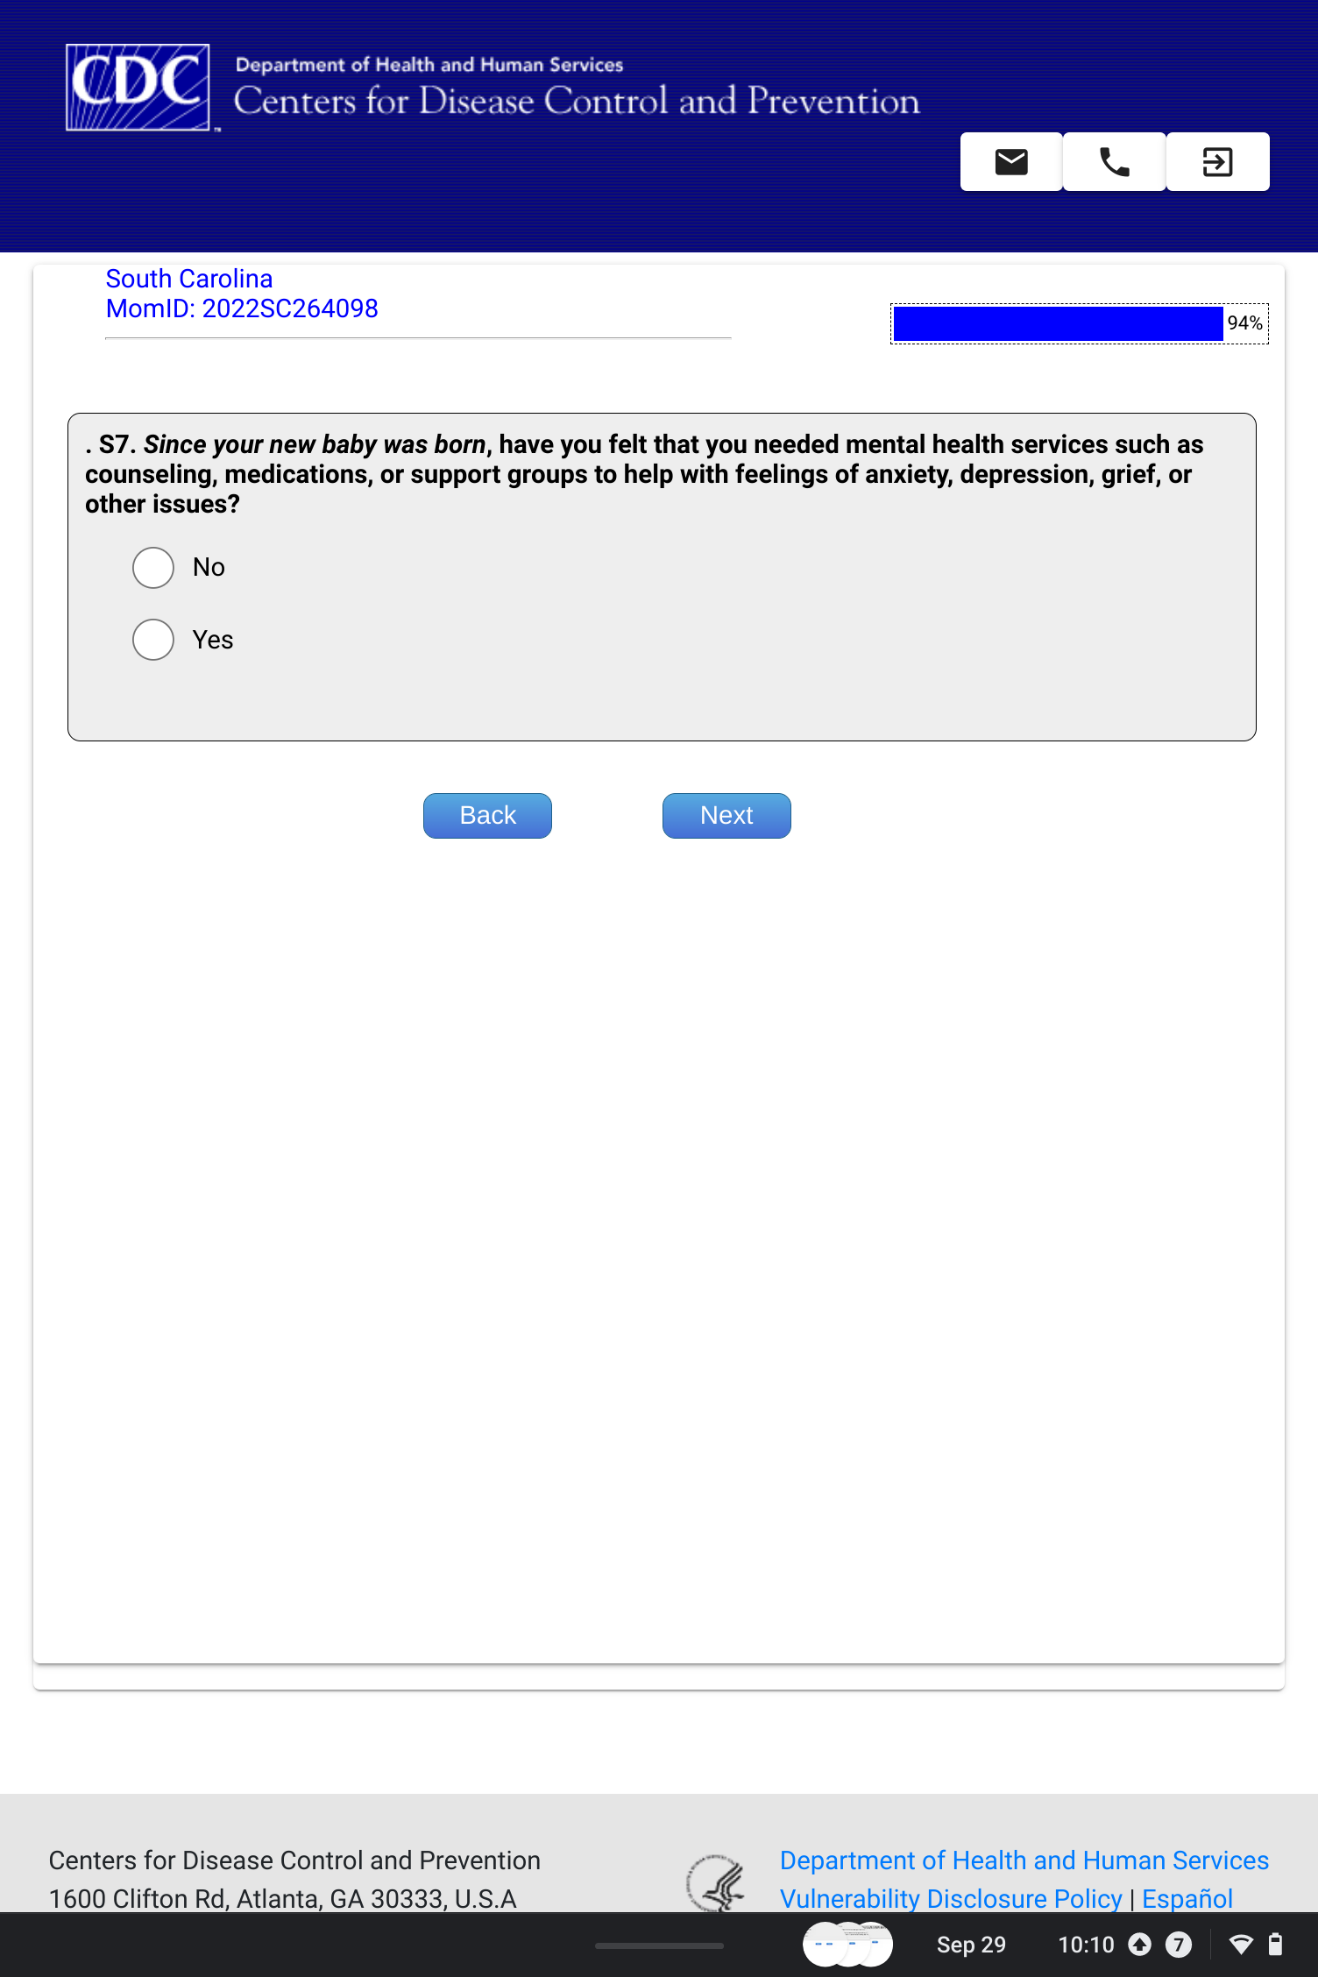 CDC
Department of Health and Human Services
Centers for Disease Control and Prevention
South Carolina
MomID: 2022SC264098
94%
. S7. Since your new baby was born, have you felt that you needed mental health services such as
counseling, medications, or support groups to help with feelings of anxiety, depression, grief, or
other issues?
No
Yes
Back
Next
Centers for Disease Control and Prevention
1600 Clifton Rd, Atlanta, GA 30333, U.S.A
Department of Health and Human Services
Vulnerability Disclosure Policy | Español
Sep 29
10:10
7